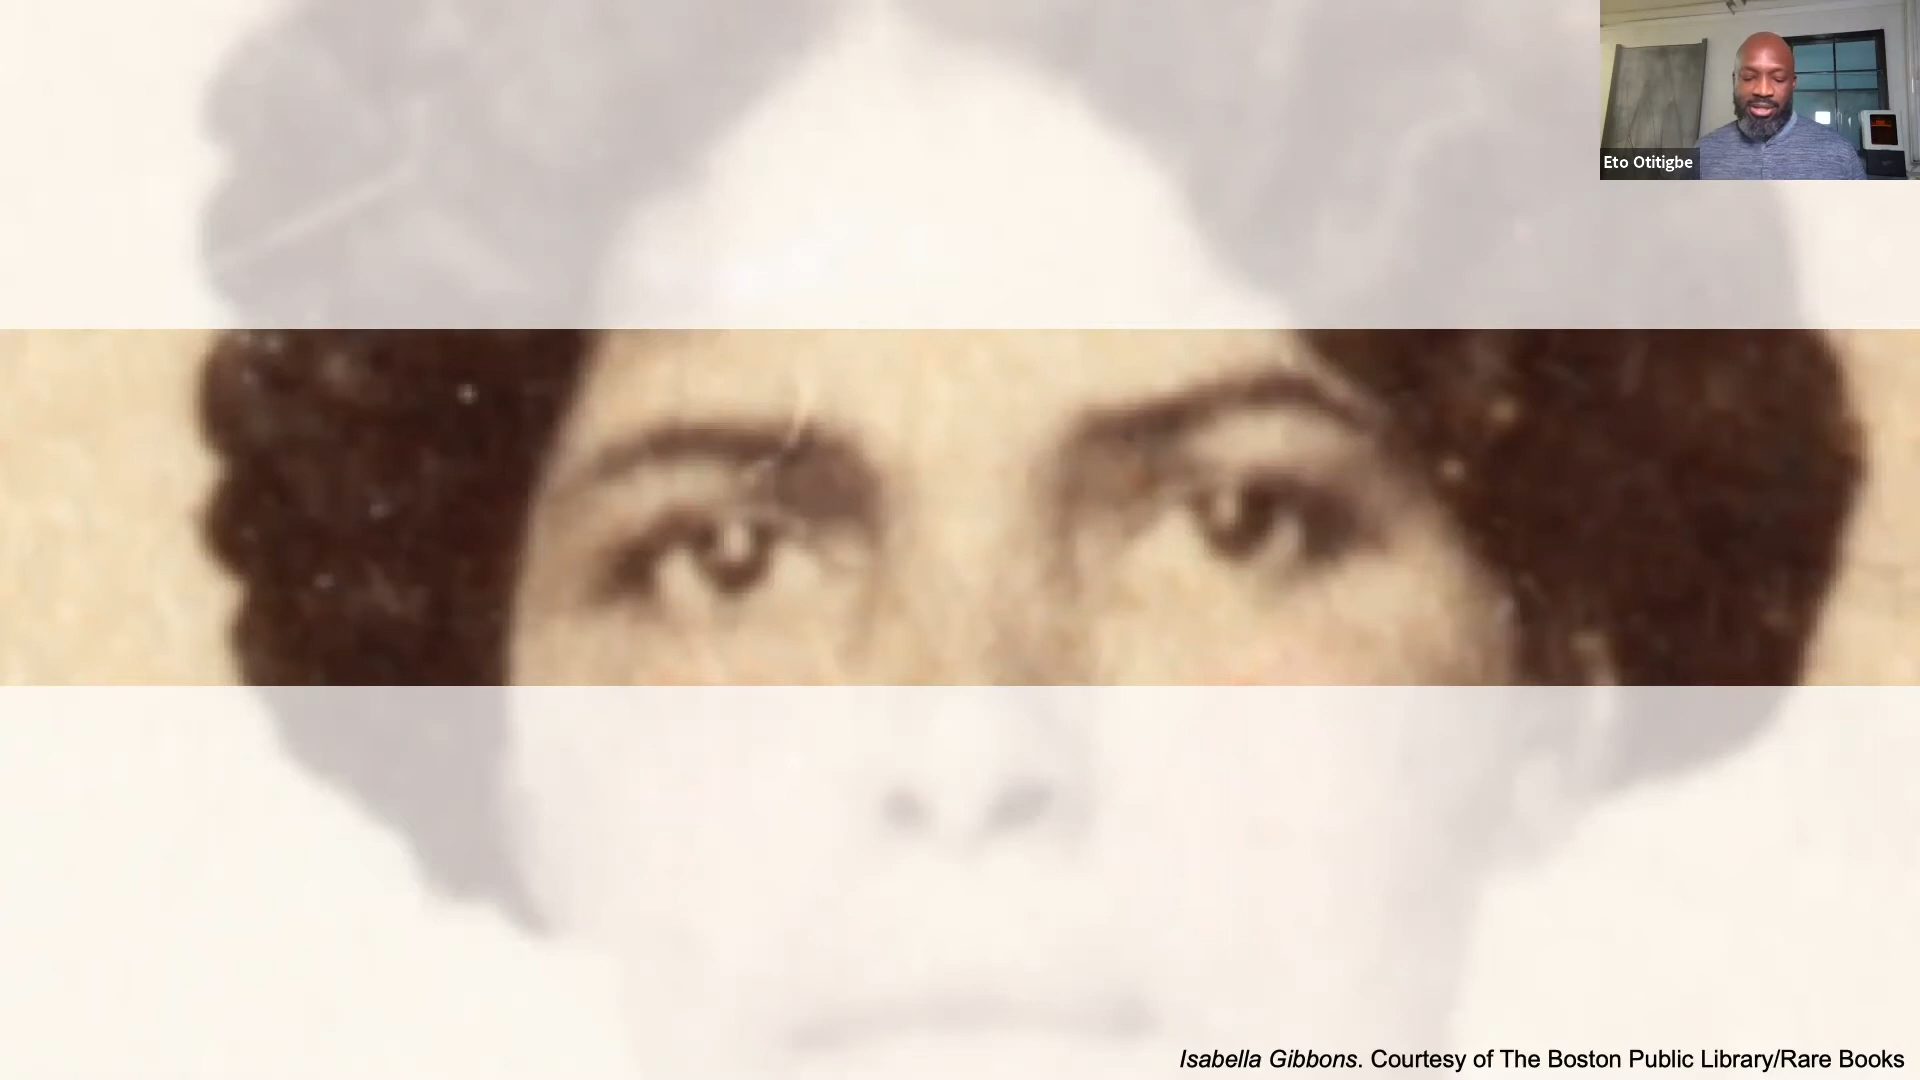 Eto Otitigbe
Isabella Gibbons. Courtesy of The Boston Public Library/Rare Books